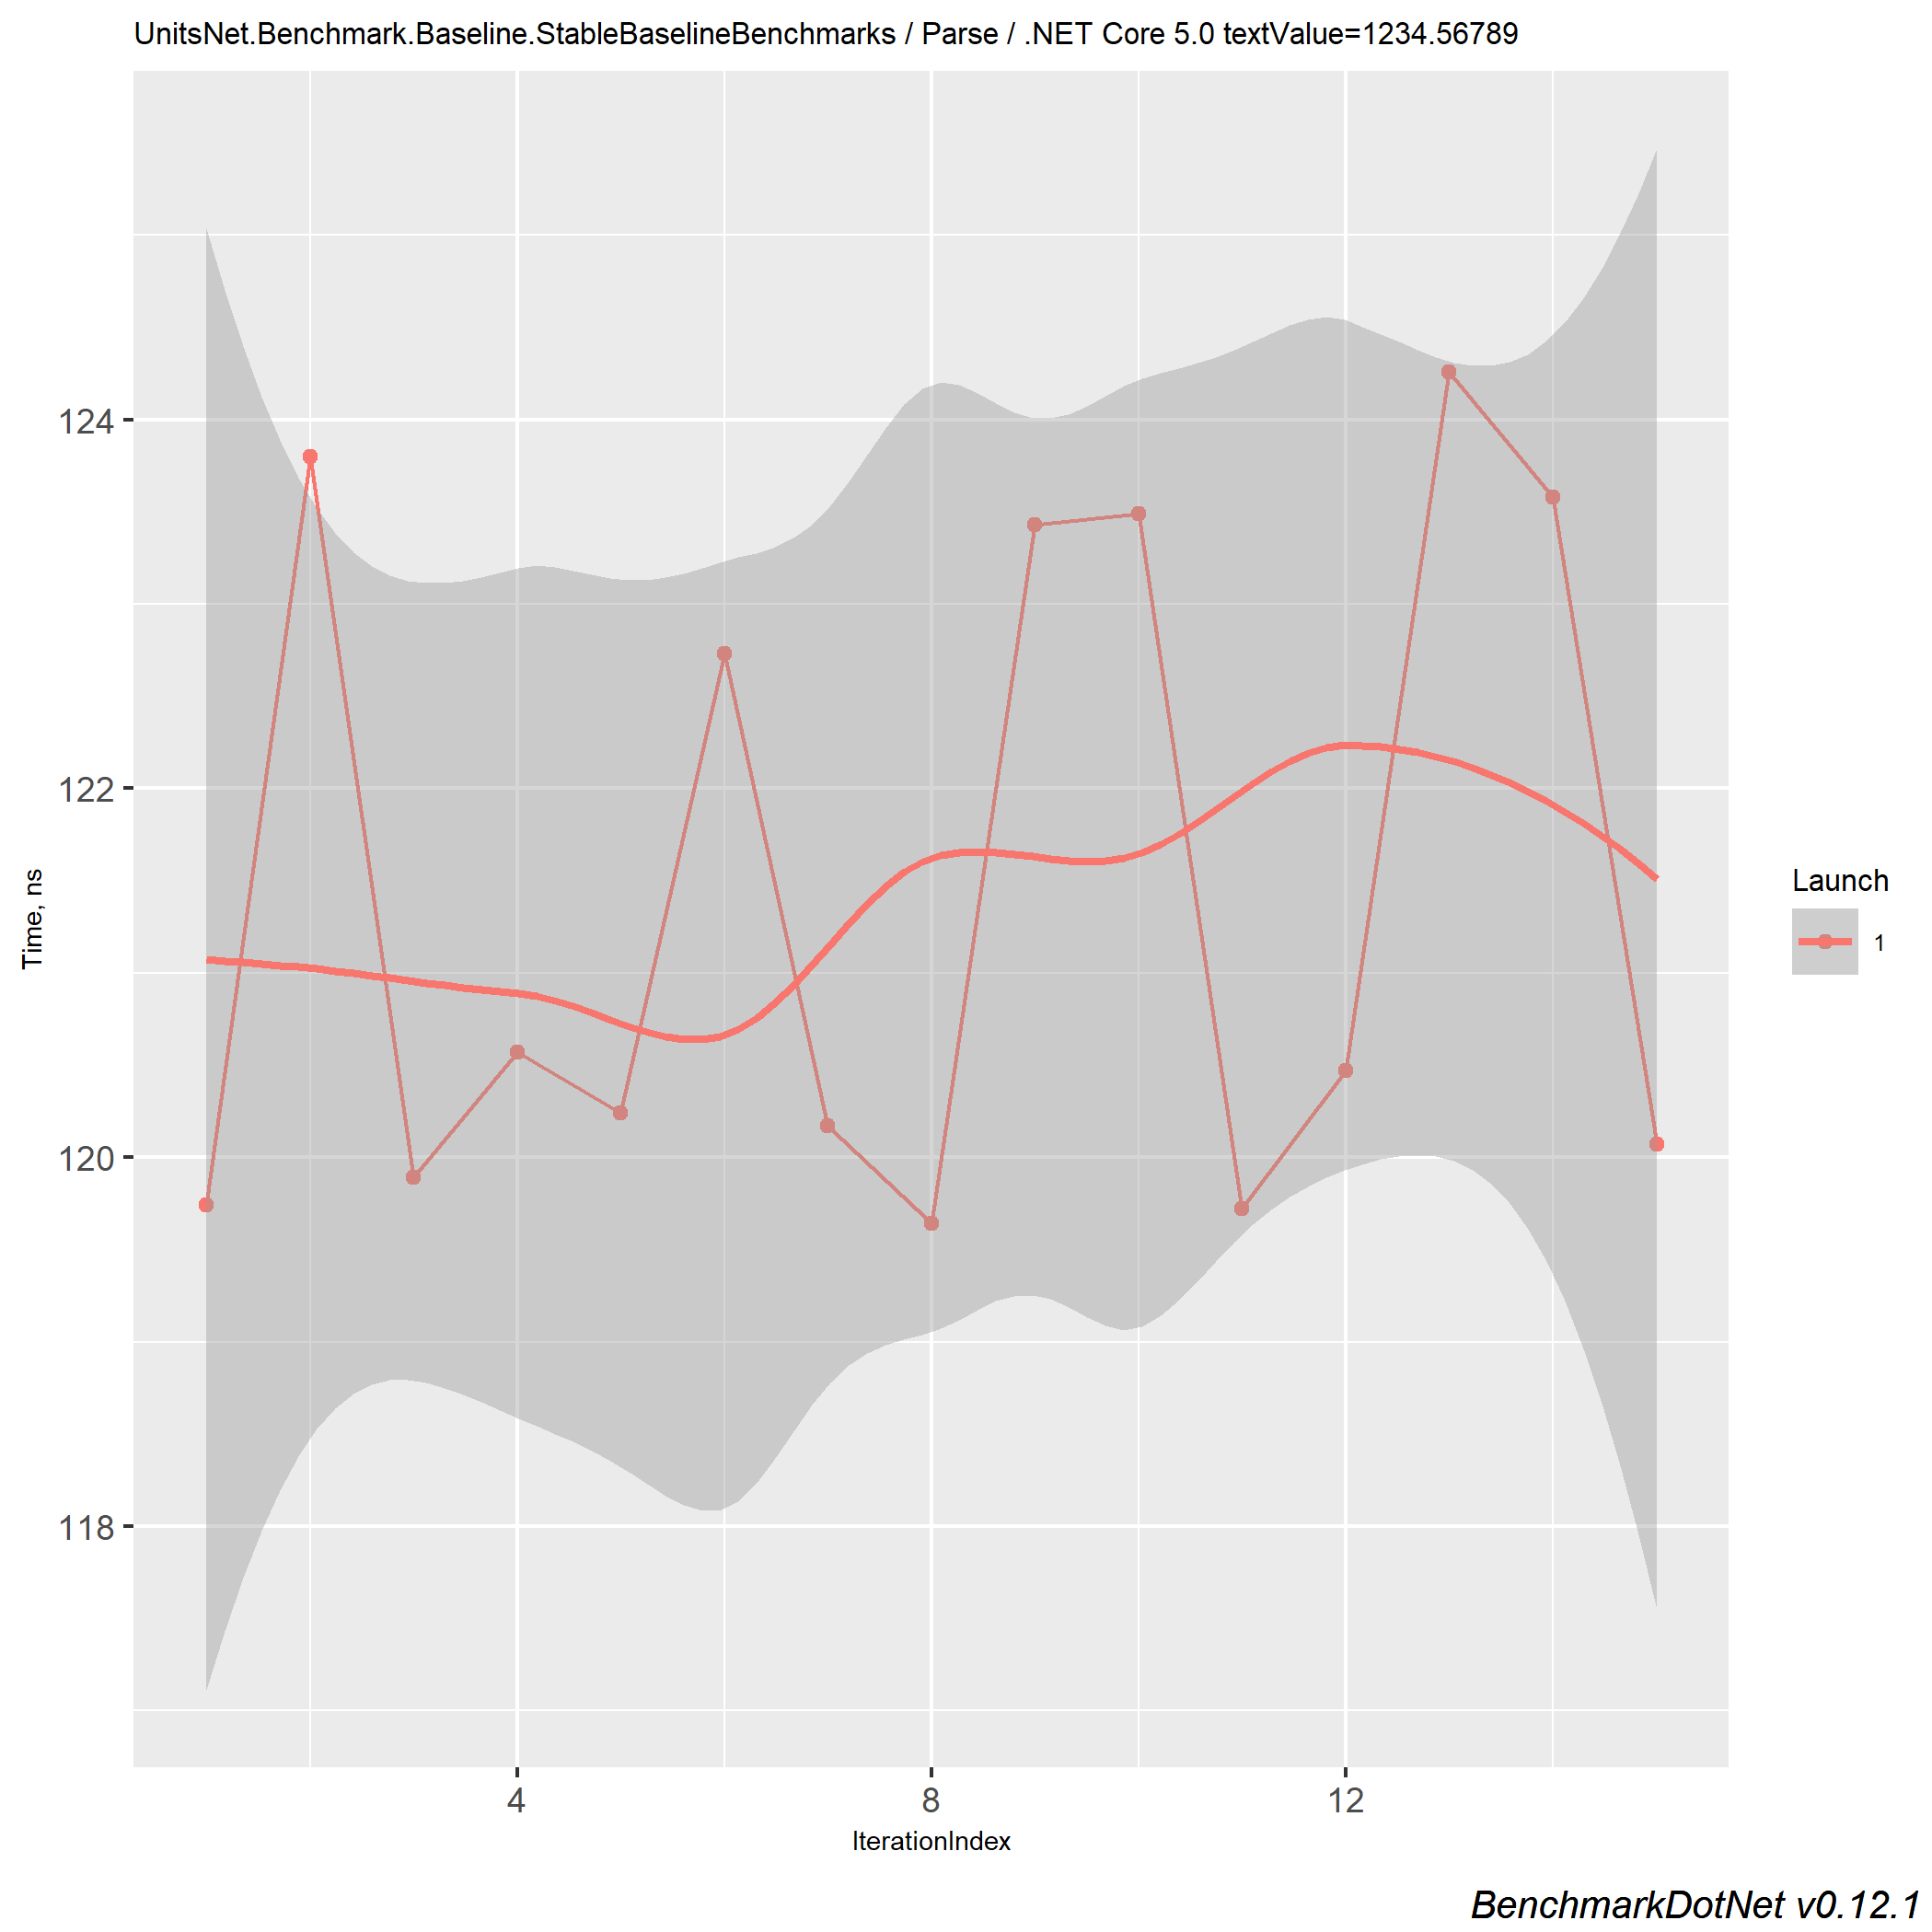 UnitsNet.Benchmark.Baseline.StableBaselineBenchmarks / Parse / .NET Core 5.0 textValue=1234.56789
124
122
120
118
Time, ns
4 8 12
IterationIndex
Launch
1
BenchmarkDotNet v0.12.1